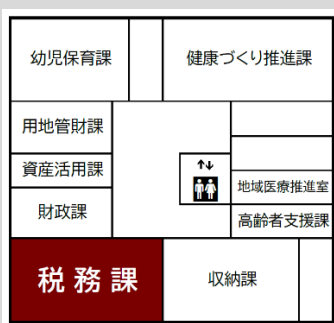 幼児保育課
健康づくり推進課
用地管財課
資産活用課
財政課
地域医療推進室
高齢者支援課
税務課
収納課